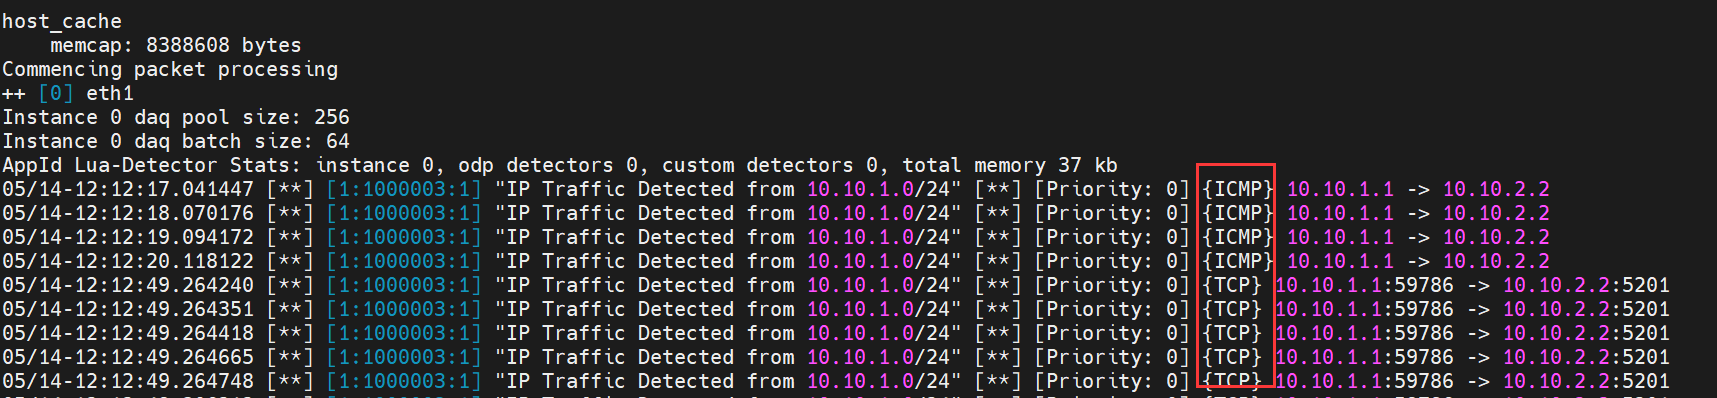 host_cache
    memcap: 8388608 bytes
Commencing packet processing
++ [0] eth1
Instance 0 daq pool size: 256
Instance 0 daq batch size: 64
AppId Lua-Detector Stats: instance 0, odp detectors 0, custom detectors 0, total memory 37 kb
05/14-12:12:17.041447 [**] [1:1000003:1] "IP Traffic Detected from 10.10.1.0/24" [**] [Priority: 0] {ICMP} 10.10.1.1 -> 10.10.2.2
05/14-12:12:18.070176 [**] [1:1000003:1] "IP Traffic Detected from 10.10.1.0/24" [**] [Priority: 0] {ICMP} 10.10.1.1 -> 10.10.2.2
05/14-12:12:19.094172 [**] [1:1000003:1] "IP Traffic Detected from 10.10.1.0/24" [**] [Priority: 0] {ICMP} 10.10.1.1 -> 10.10.2.2
05/14-12:12:20.118122 [**] [1:1000003:1] "IP Traffic Detected from 10.10.1.0/24" [**] [Priority: 0] {ICMP} 10.10.1.1 -> 10.10.2.2
05/14-12:12:49.264240 [**] [1:1000003:1] "IP Traffic Detected from 10.10.1.0/24" [**] [Priority: 0] {TCP} 10.10.1.1:59786 -> 10.10.2.2:5201
05/14-12:12:49.264351 [**] [1:1000003:1] "IP Traffic Detected from 10.10.1.0/24" [**] [Priority: 0] {TCP} 10.10.1.1:59786 -> 10.10.2.2:5201
05/14-12:12:49.264418 [**] [1:1000003:1] "IP Traffic Detected from 10.10.1.0/24" [**] [Priority: 0] {TCP} 10.10.1.1:59786 -> 10.10.2.2:5201
05/14-12:12:49.264665 [**] [1:1000003:1] "IP Traffic Detected from 10.10.1.0/24" [**] [Priority: 0] {TCP} 10.10.1.1:59786 -> 10.10.2.2:5201
05/14-12:12:49.264748 [**] [1:1000003:1] "IP Traffic Detected from 10.10.1.0/24" [**] [Priority: 0] {TCP} 10.10.1.1:59786 -> 10.10.2.2:5201